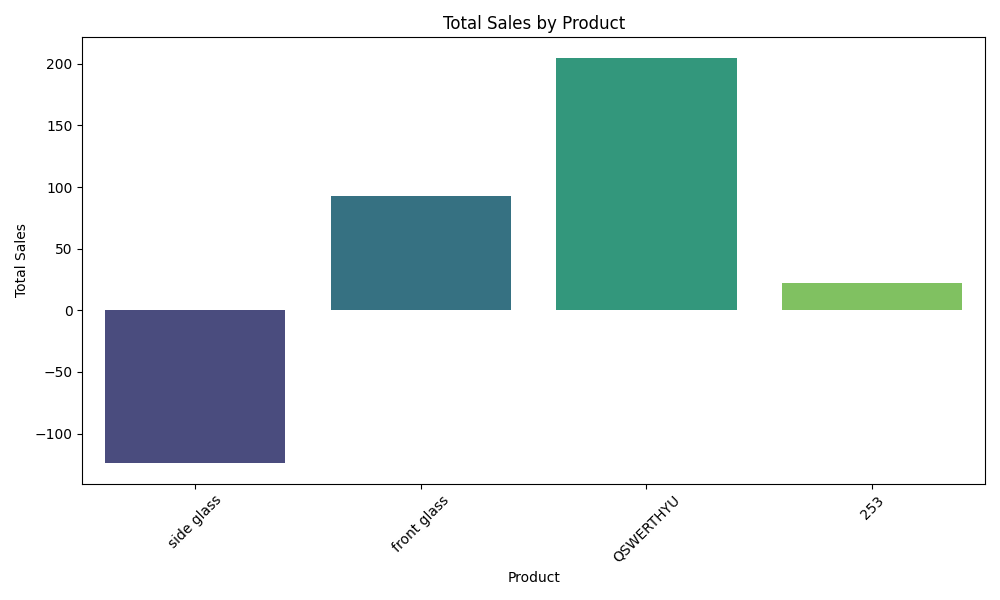 Total Sales by Product
Total Sales
200
150
100
50
0
−50
−100
side glass
front glass
QSWERTHYU
253
Product